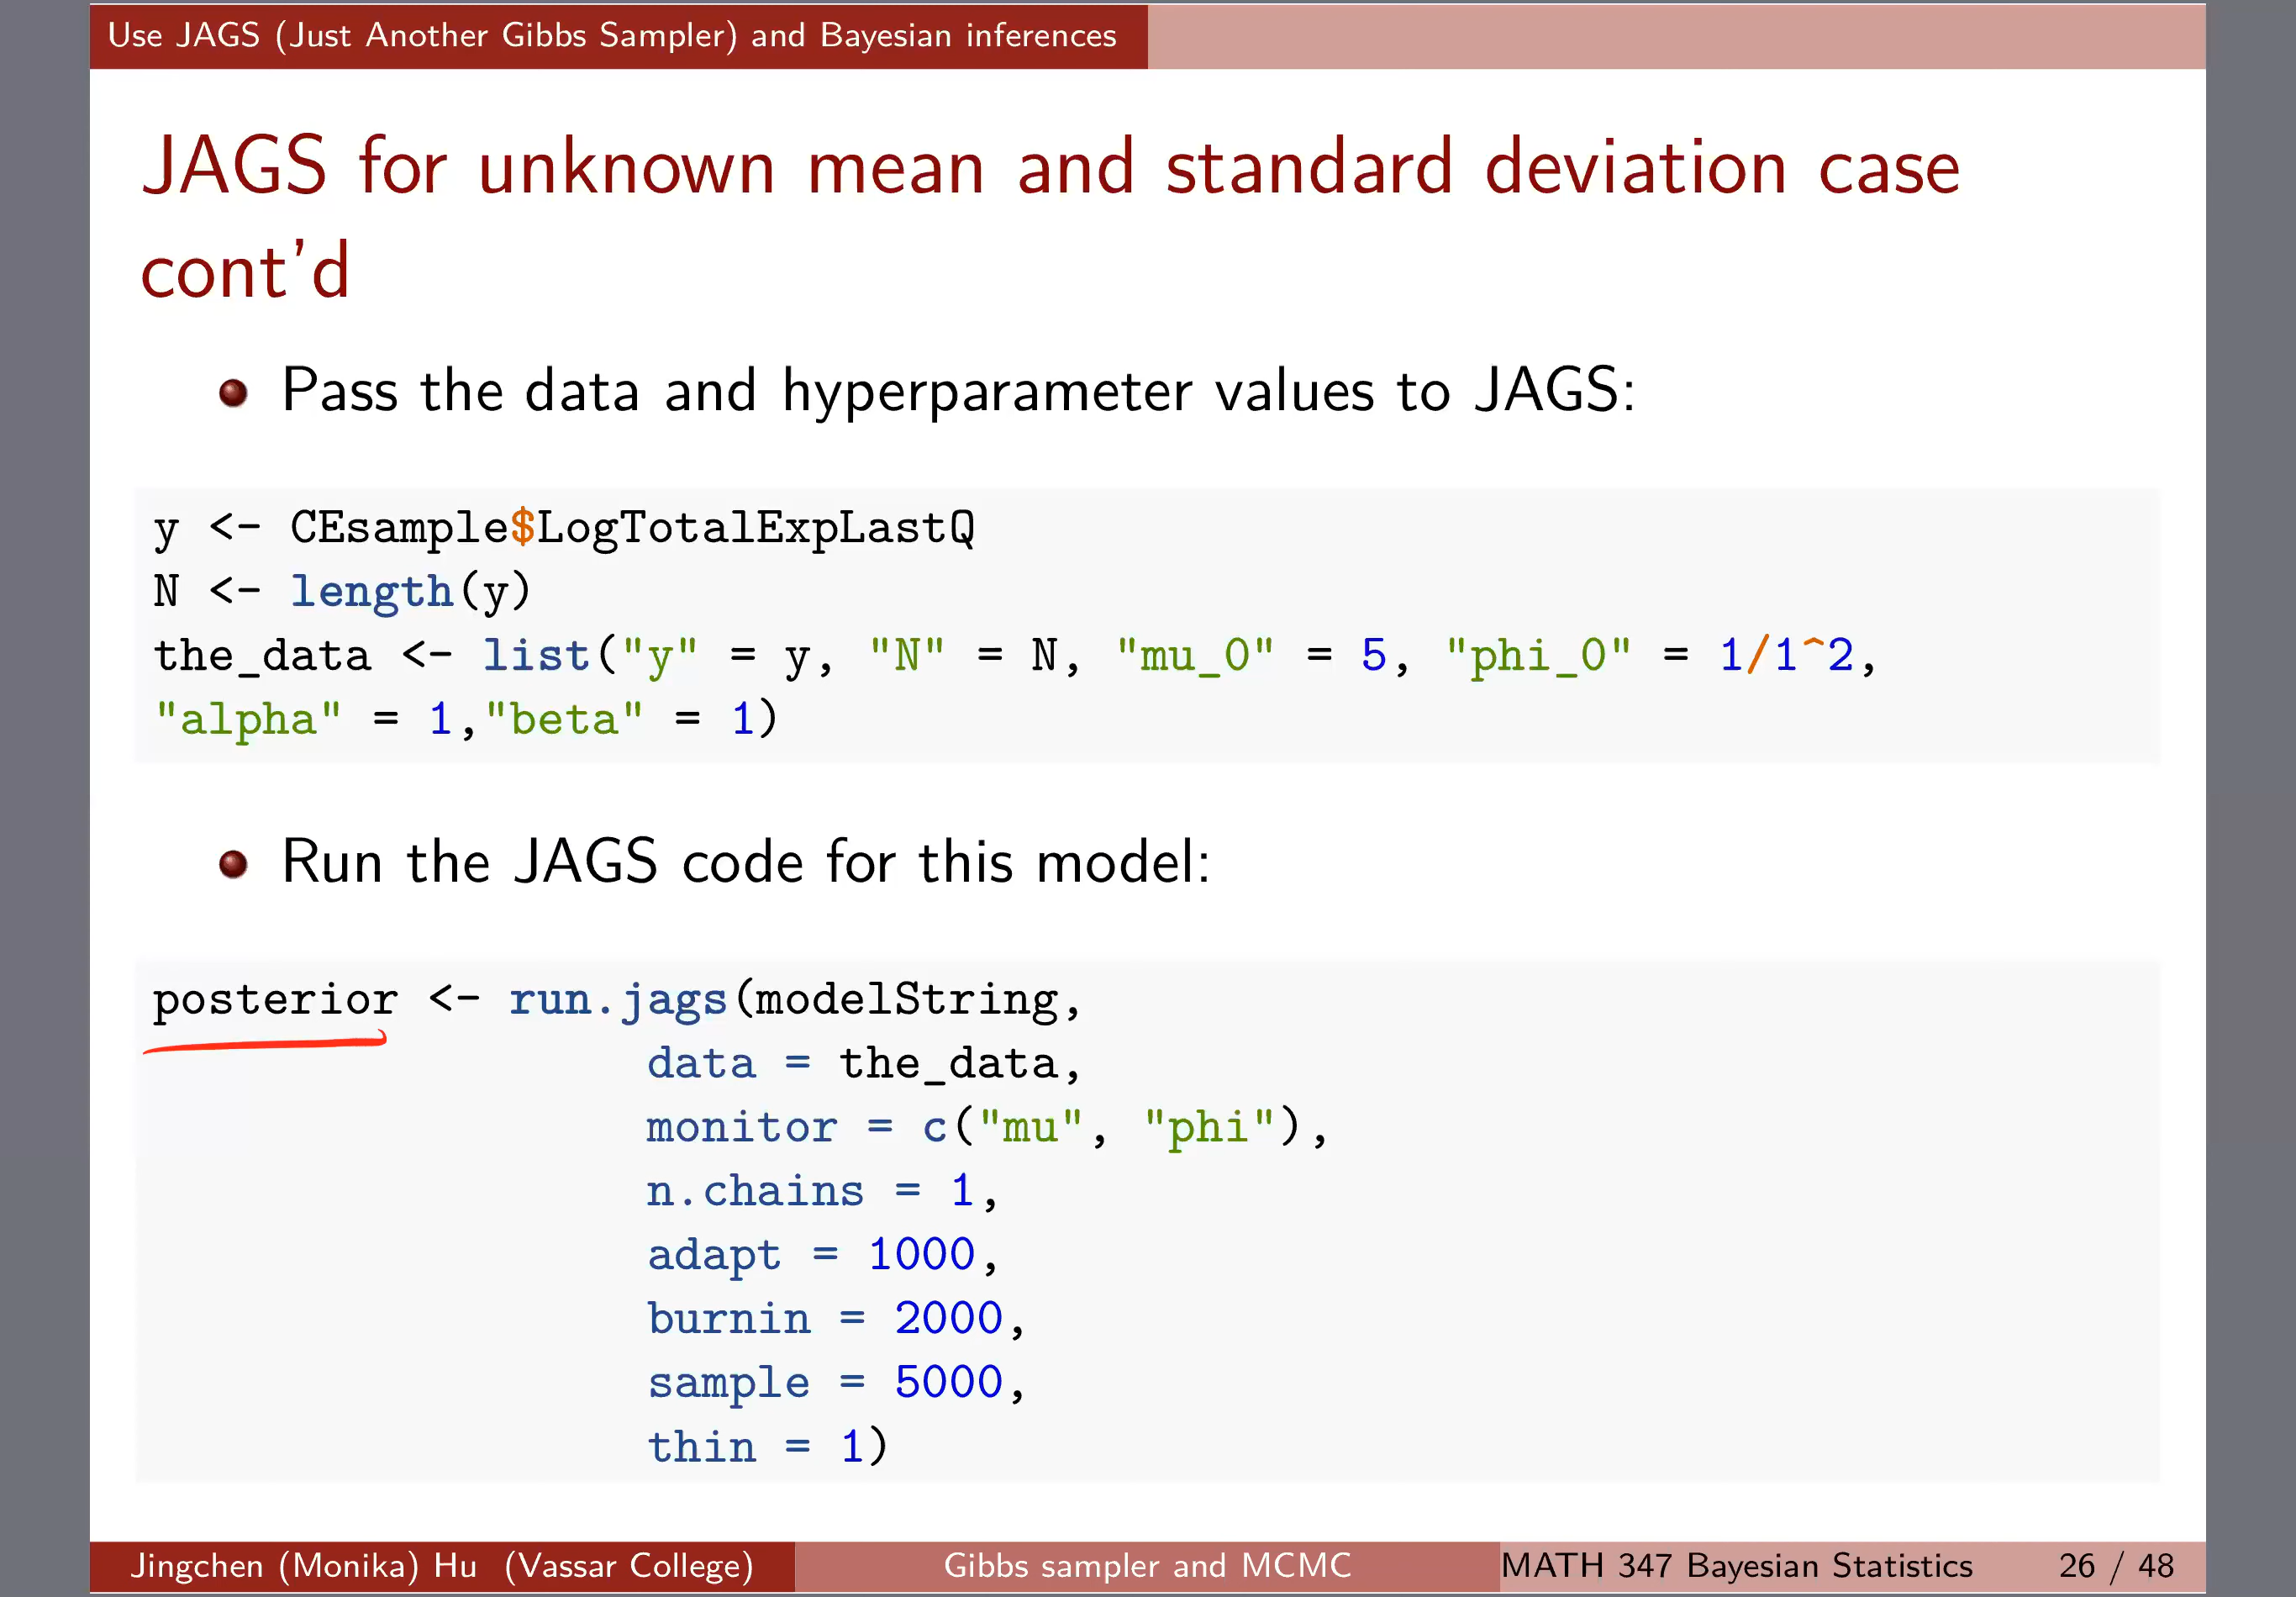 Use JAGS (Just Another Gibbs Sampler) and Bayesian inferences
JAGS for unknown mean and standard deviation case
cont'd
Pass the data and hyperparameter values to JAGS:
y <- CEsample$LogTotalExpLastQ
N <- length(y)
the_data <- list("y" = y, "N" = N, "mu_0" = 5, "phi_0" = 1/1^2,
"alpha" = 1,"beta" = 1)
Run the JAGS code for this model:
posterior <- run.jags(modelString,
data = the_data,
monitor = c("mu", "phi"),
n.chains = 1,
adapt = 1000,
burnin = 2000,
sample = 5000,
thin = 1)
Jingchen (Monika) Hu (Vassar College) Gibbs sampler and MCMC MATH 347 Bayesian Statistics 26 / 48